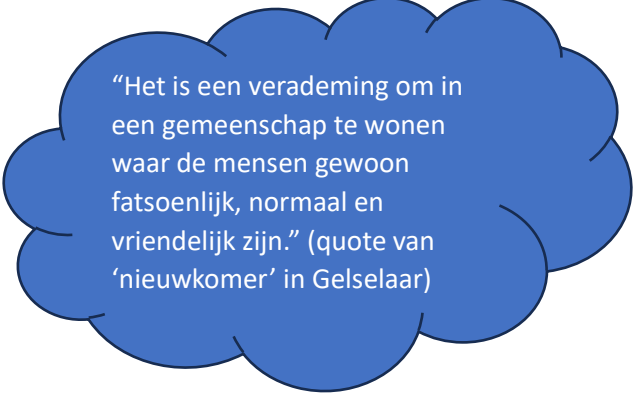 “Het is een verademing om in
een gemeenschap te wonen
waar de mensen gewoon
fatsoenlijk, normaal en
vriendelijk zijn.” (quote van
‘nieuwkomer’ in Gelselaar)